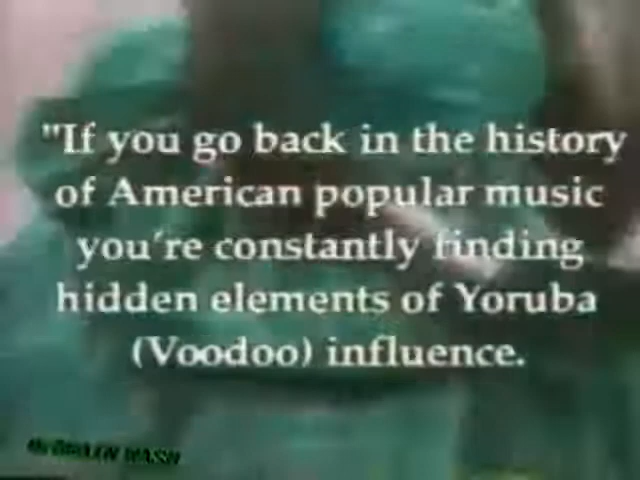 "If you go back in the history
of American popular music
you're constantly finding
hidden elements of Yoruba
(Voodoo) influence.